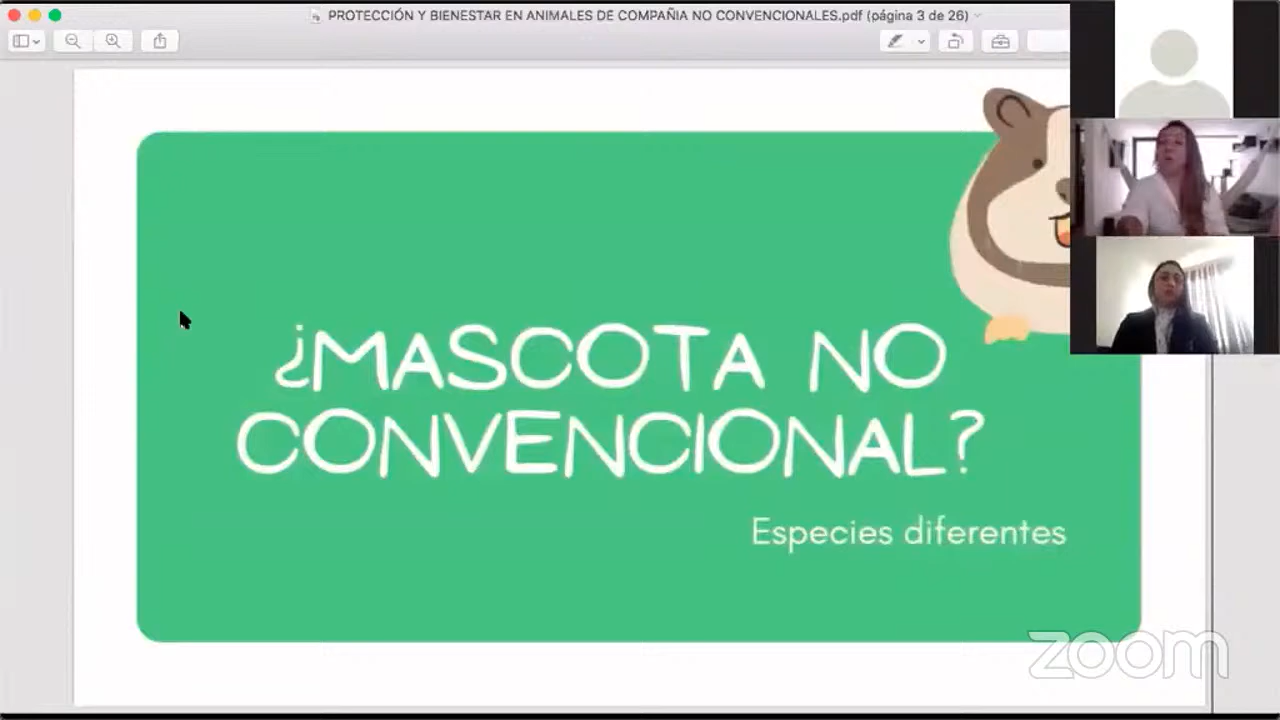 PROTECCIÓN Y BIENESTAR EN ANIMALES DE COMPAÑIA NO CONVENCIONALES.pdf (página 3 de 26)
¿MASCOTA NO
CONVENCIONAL?
Especies diferentes
zoom